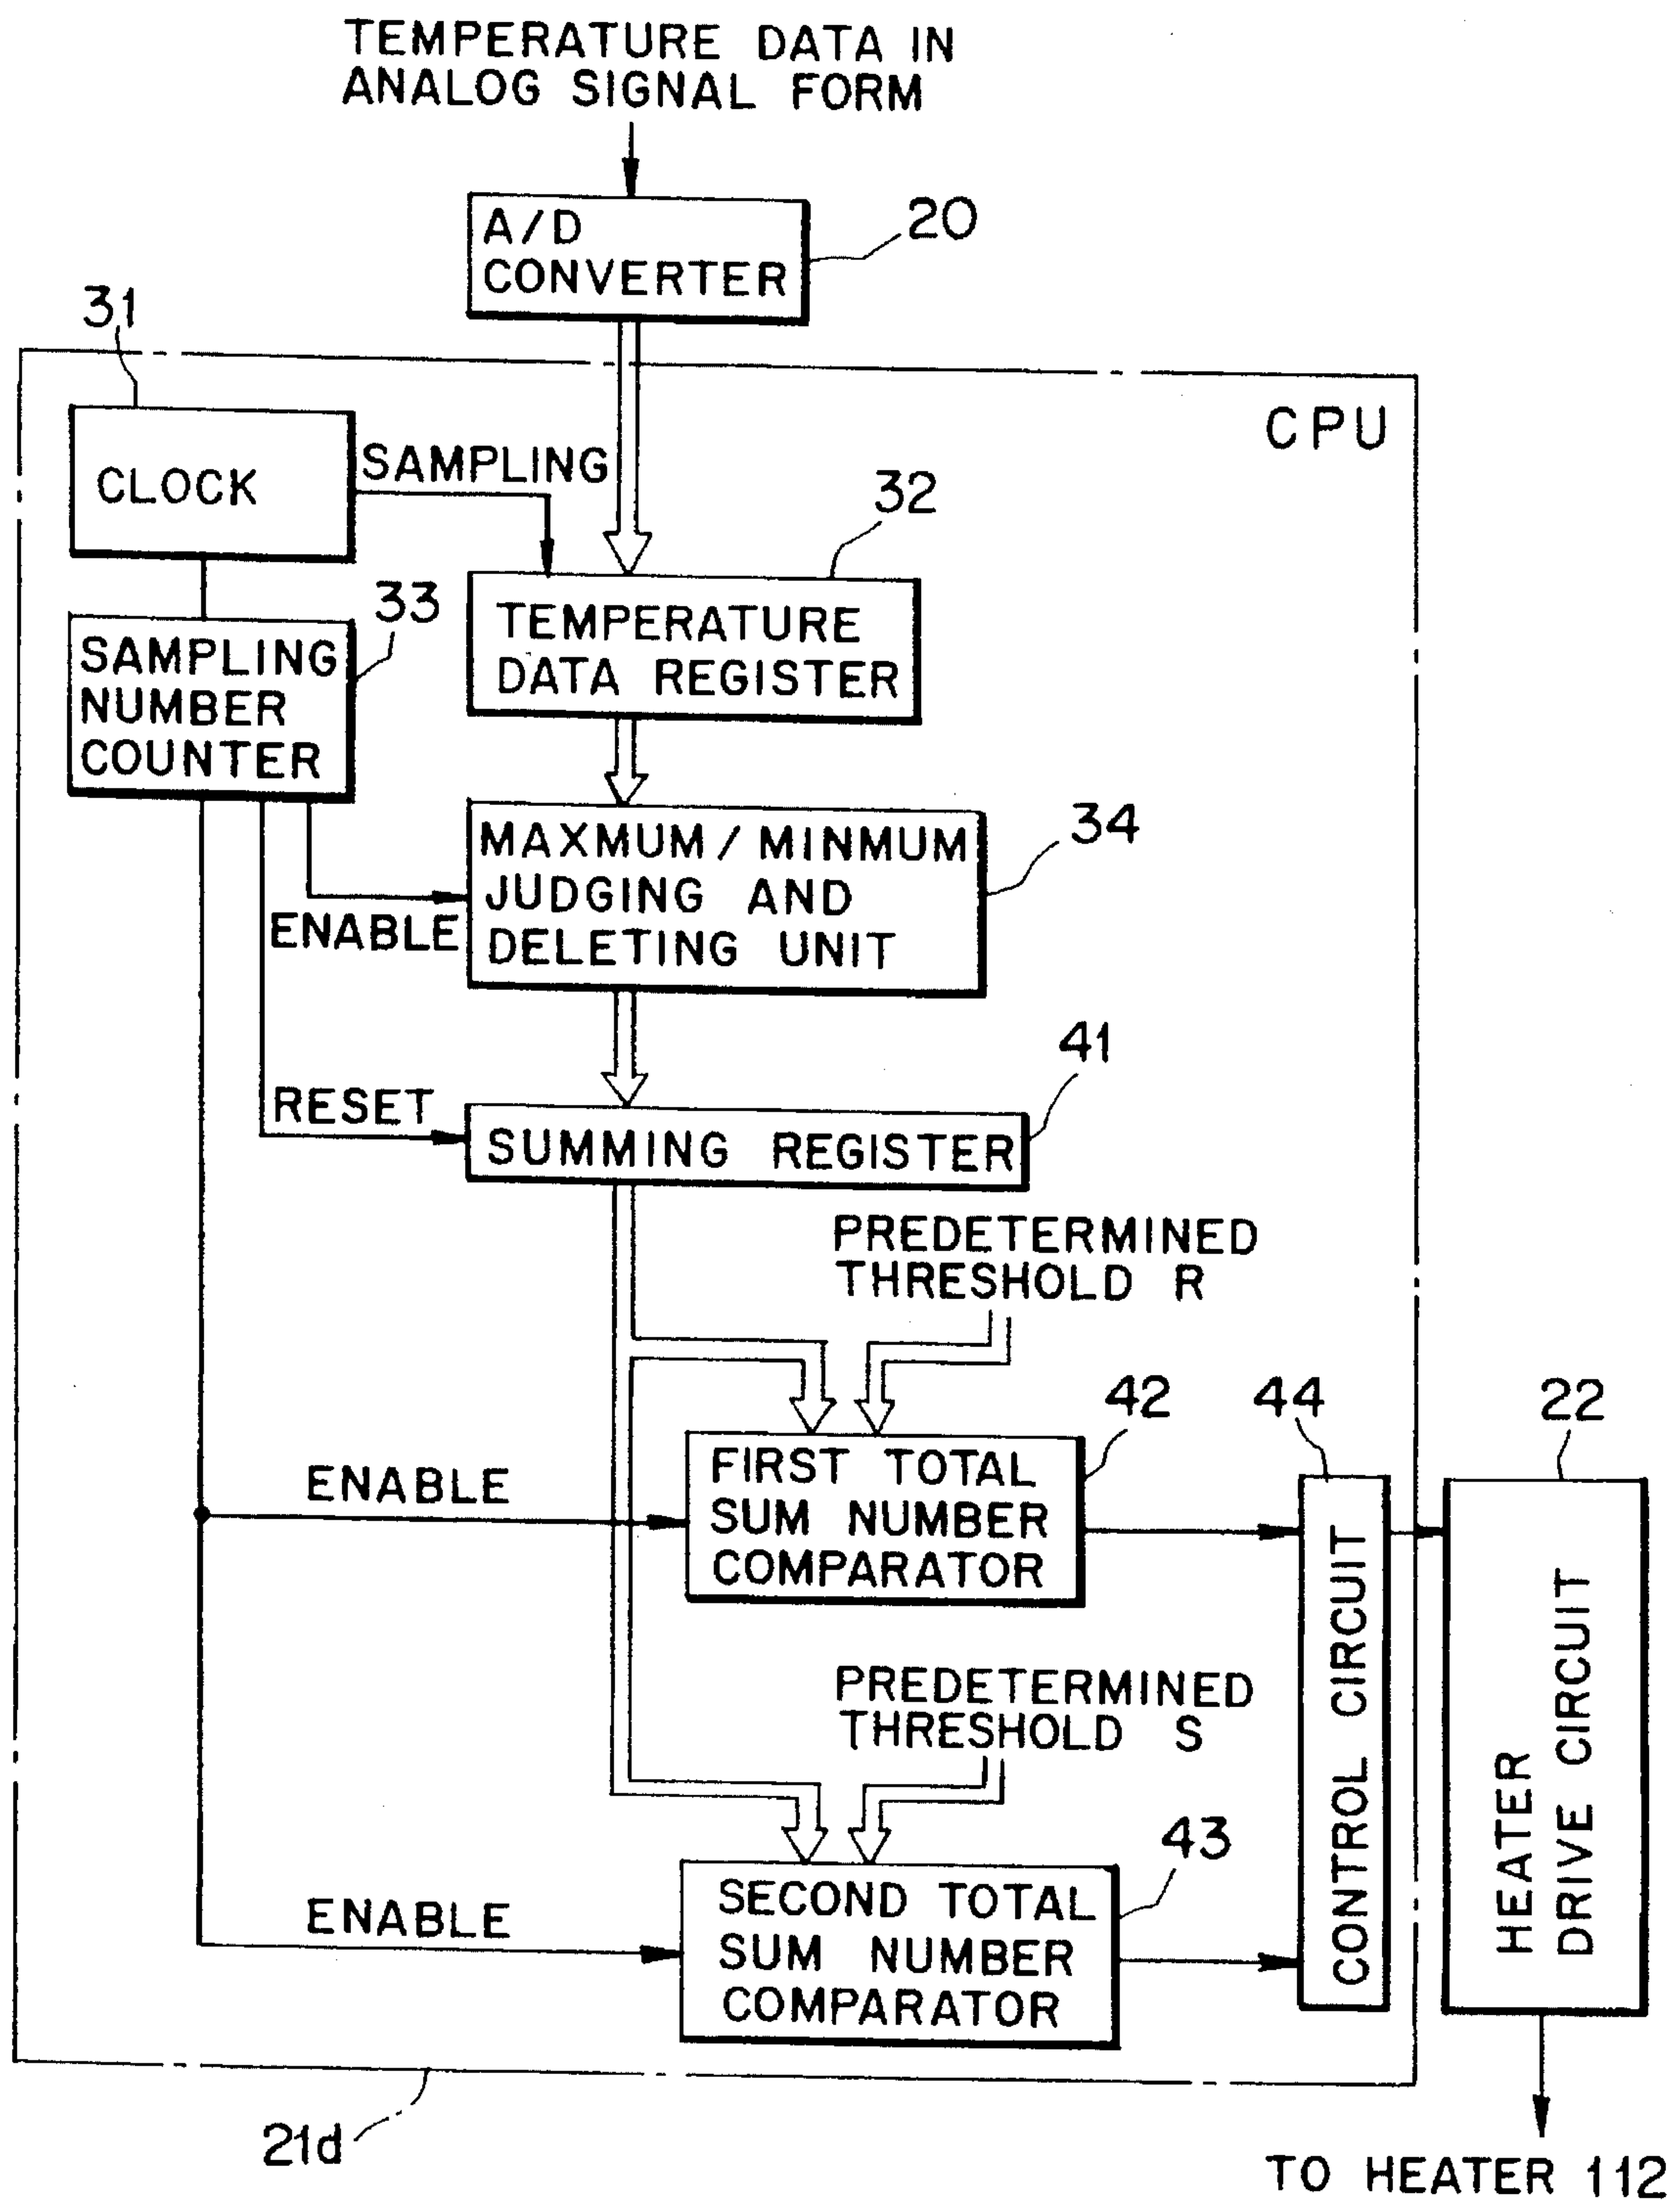 TEMPERATURE DATA IN
ANALOG SIGNAL FORM
A/D
CONVERTER
20
31
CPU
CLOCK
SAMPLING
32
33
TEMPERATURE
DATA REGISTER
SAMPLING
NUMBER
COUNTER
34
MAXMUM/MINMUM
JUDGING AND
DELETING UNIT
ENABLE
41
RESET
SUMMING REGISTER
PREDETERMINED
THRESHOLD R
42
44
22
FIRST TOTAL
SUM NUMBER
COMPARATOR
ENABLE
CONTROL CIRCUIT
HEATER
DRIVE CIRCUIT
PREDETERMINED
THRESHOLD S
43
SECOND TOTAL
SUM NUMBER
COMPARATOR
ENABLE
21d
TO HEATER 112